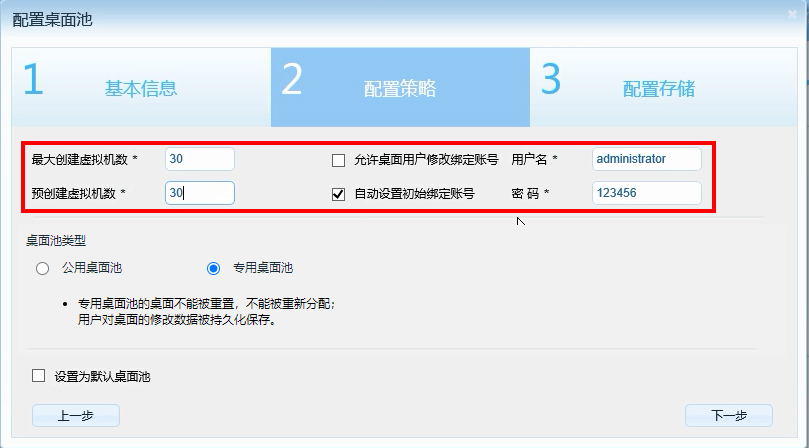 配置桌面池
1 基本信息 2 配置策略 3 配置存储
最大创建虚拟机数 * 30 允许桌面用户修改绑定账号 用户名 * administrator
预创建虚拟机数 * 30 自动设置初始绑定账号 密 码 * 123456
桌面池类型
公用桌面池 专用桌面池
• 专用桌面池的桌面不能被重置，不能被重新分配；
用户对桌面的修改数据被持久化保存。
设置为默认桌面池
上一步 下一步